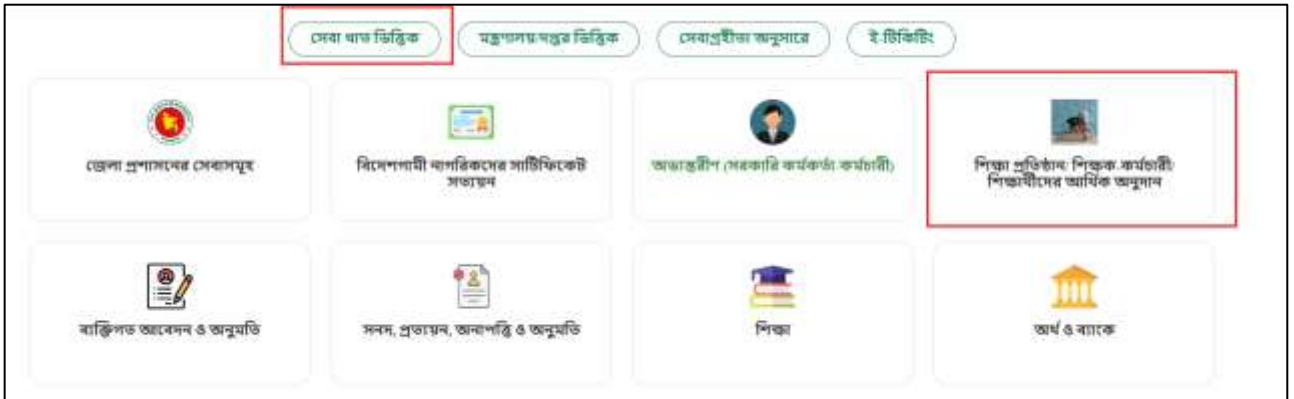 সেবা খাত ভিত্তিক
মন্ত্রণালয়/দপ্তর ভিত্তিক
সেবাগ্রহীতা অনুসারে
ই-টিকিটিং
জেলা প্রশাসনের সেবাসমূহ
বিদেশগামী নাগরিকদের সার্টিফিকেট
সত্যায়ন
অভ্যন্তরীণ (সরকারি কর্মকর্তা/কর্মচারী)
শিক্ষা প্রতিষ্ঠান/শিক্ষক-কর্মচারী/
শিক্ষার্থীদের আর্থিক অনুদান
ব্যক্তিগত আবেদন ও অনুমতি
সনদ, প্রত্যয়ন, অনাপত্তি ও অনুমতি
শিক্ষা
অর্থ ও ব্যাংক